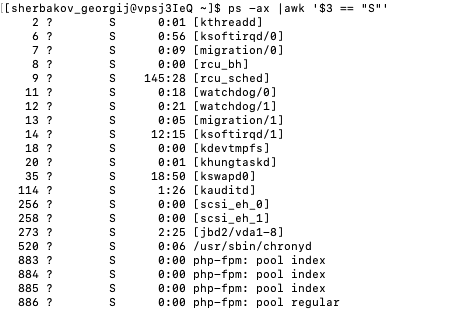 [[sherbakov_georgij@vpsj3IeQ ~]$ ps -ax |awk '$3 == "S"'
2 ? S 0:01 [kthreadd]
6 ? S 0:56 [ksoftirqd/0]
7 ? S 0:09 [migration/0]
8 ? S 0:00 [rcu_bh]
9 ? S 145:28 [rcu_sched]
11 ? S 0:18 [watchdog/0]
12 ? S 0:21 [watchdog/1]
13 ? S 0:05 [migration/1]
14 ? S 12:15 [ksoftirqd/1]
18 ? S 0:00 [kdevtmpfs]
20 ? S 0:01 [khungtaskd]
35 ? S 18:50 [kswapd0]
114 ? S 1:26 [kauditd]
256 ? S 0:00 [scsi_eh_0]
258 ? S 0:00 [scsi_eh_1]
273 ? S 2:25 [jbd2/vda1-8]
520 ? S 0:06 /usr/sbin/chronyd
883 ? S 0:00 php-fpm: pool index
884 ? S 0:00 php-fpm: pool index
885 ? S 0:00 php-fpm: pool index
886 ? S 0:00 php-fpm: pool regular